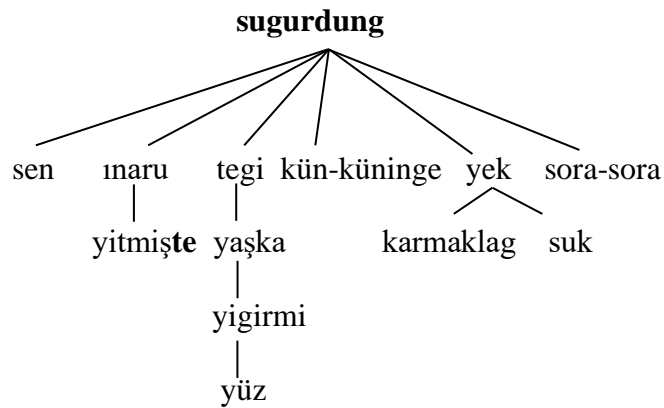 sugurdung
sen ınaru tegi kün-küninge yek sora-sora
yitmişte yaşka karmaklag suk
yigirmi
yüz